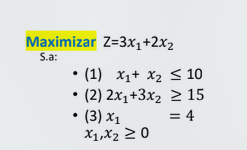 Maximizar Z=3x₁+2x₂
S.a:
• (1) x₁+ x₂ ≤ 10
• (2) 2x₁+3x₂ ≥ 15
• (3) x₁ = 4
x₁,x₂ ≥ 0